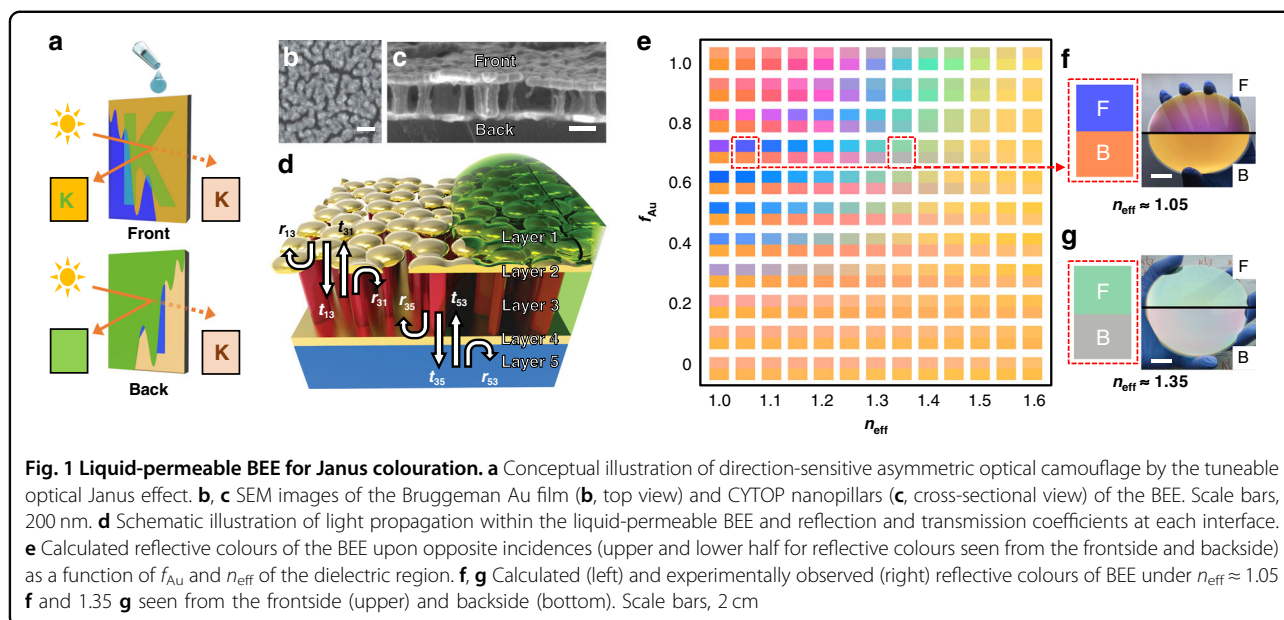 a
K
K
Front
K
Back
b
c
Front
Back
d
r13
t31
t13
r31
r35
t53
t35
r53
Layer 1
Layer 2
Layer 3
Layer 4
Layer 5
e
fAu
1.0
0.8
0.6
0.4
0.2
0
1.0 1.1 1.2 1.3 1.4 1.5 1.6
neff
f
F
B
F
B
neff ≈ 1.05
g
F
B
F
B
neff ≈ 1.35
Fig. 1 Liquid-permeable BEE for Janus colouration. a Conceptual illustration of direction-sensitive asymmetric optical camouflage by the tuneable
optical Janus effect. b, c SEM images of the Bruggeman Au film (b, top view) and CYTOP nanopillars (c, cross-sectional view) of the BEE. Scale bars,
200 nm. d Schematic illustration of light propagation within the liquid-permeable BEE and reflection and transmission coefficients at each interface.
e Calculated reflective colours of the BEE upon opposite incidences (upper and lower half for reflective colours seen from the frontside and backside)
as a function of fAu and neff of the dielectric region. f, g Calculated (left) and experimentally observed (right) reflective colours of BEE under neff ≈ 1.05
f and 1.35 g seen from the frontside (upper) and backside (bottom). Scale bars, 2 cm